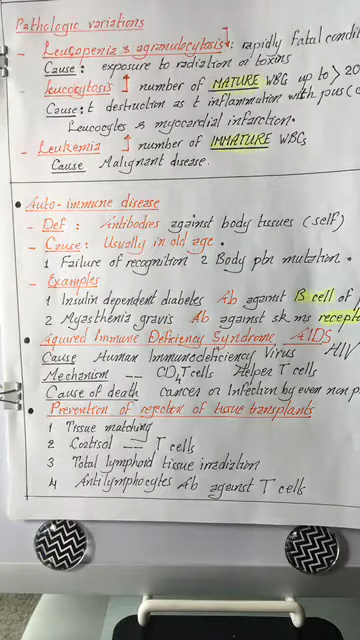 Pathologic variations
- Leucopenia & agranulocytosis ↓: rapidly fatal condi
Cause: exposure to radiation or toxins
- Leucocytosis ↑ number of MATURE WBC up to > 20
Cause: t destruction as t inflammation with pus (
Leucocytes & myocardial infarction.
- Leukemia ↑ number of IMMATURE WBCs
Cause Malignant disease.
• Auto-immune disease
- Def: Antibodies against body tissues (self)
- Cause: Usually in old age.
1 Failure of recognition 2 Body ptn mutation.
- Examples
1 Insulin dependent diabetes Ab against B cell of
2 Myasthenia gravis Ab against sk ms recept
• Aquired Immune Deficiency Syndrome AIDS
Cause Human Immunodeficiency Virus HIV
Mechanism -- CD4 T cells Helper T cells
Cause of death cancer or Infection by even non p
• Prevention of rejection of tissue transplants
1 Tissue matching
2 Cortisol -- T cells
3 Total lymphoid tissue irradiation
4 Antilymphocytes Ab against T cells